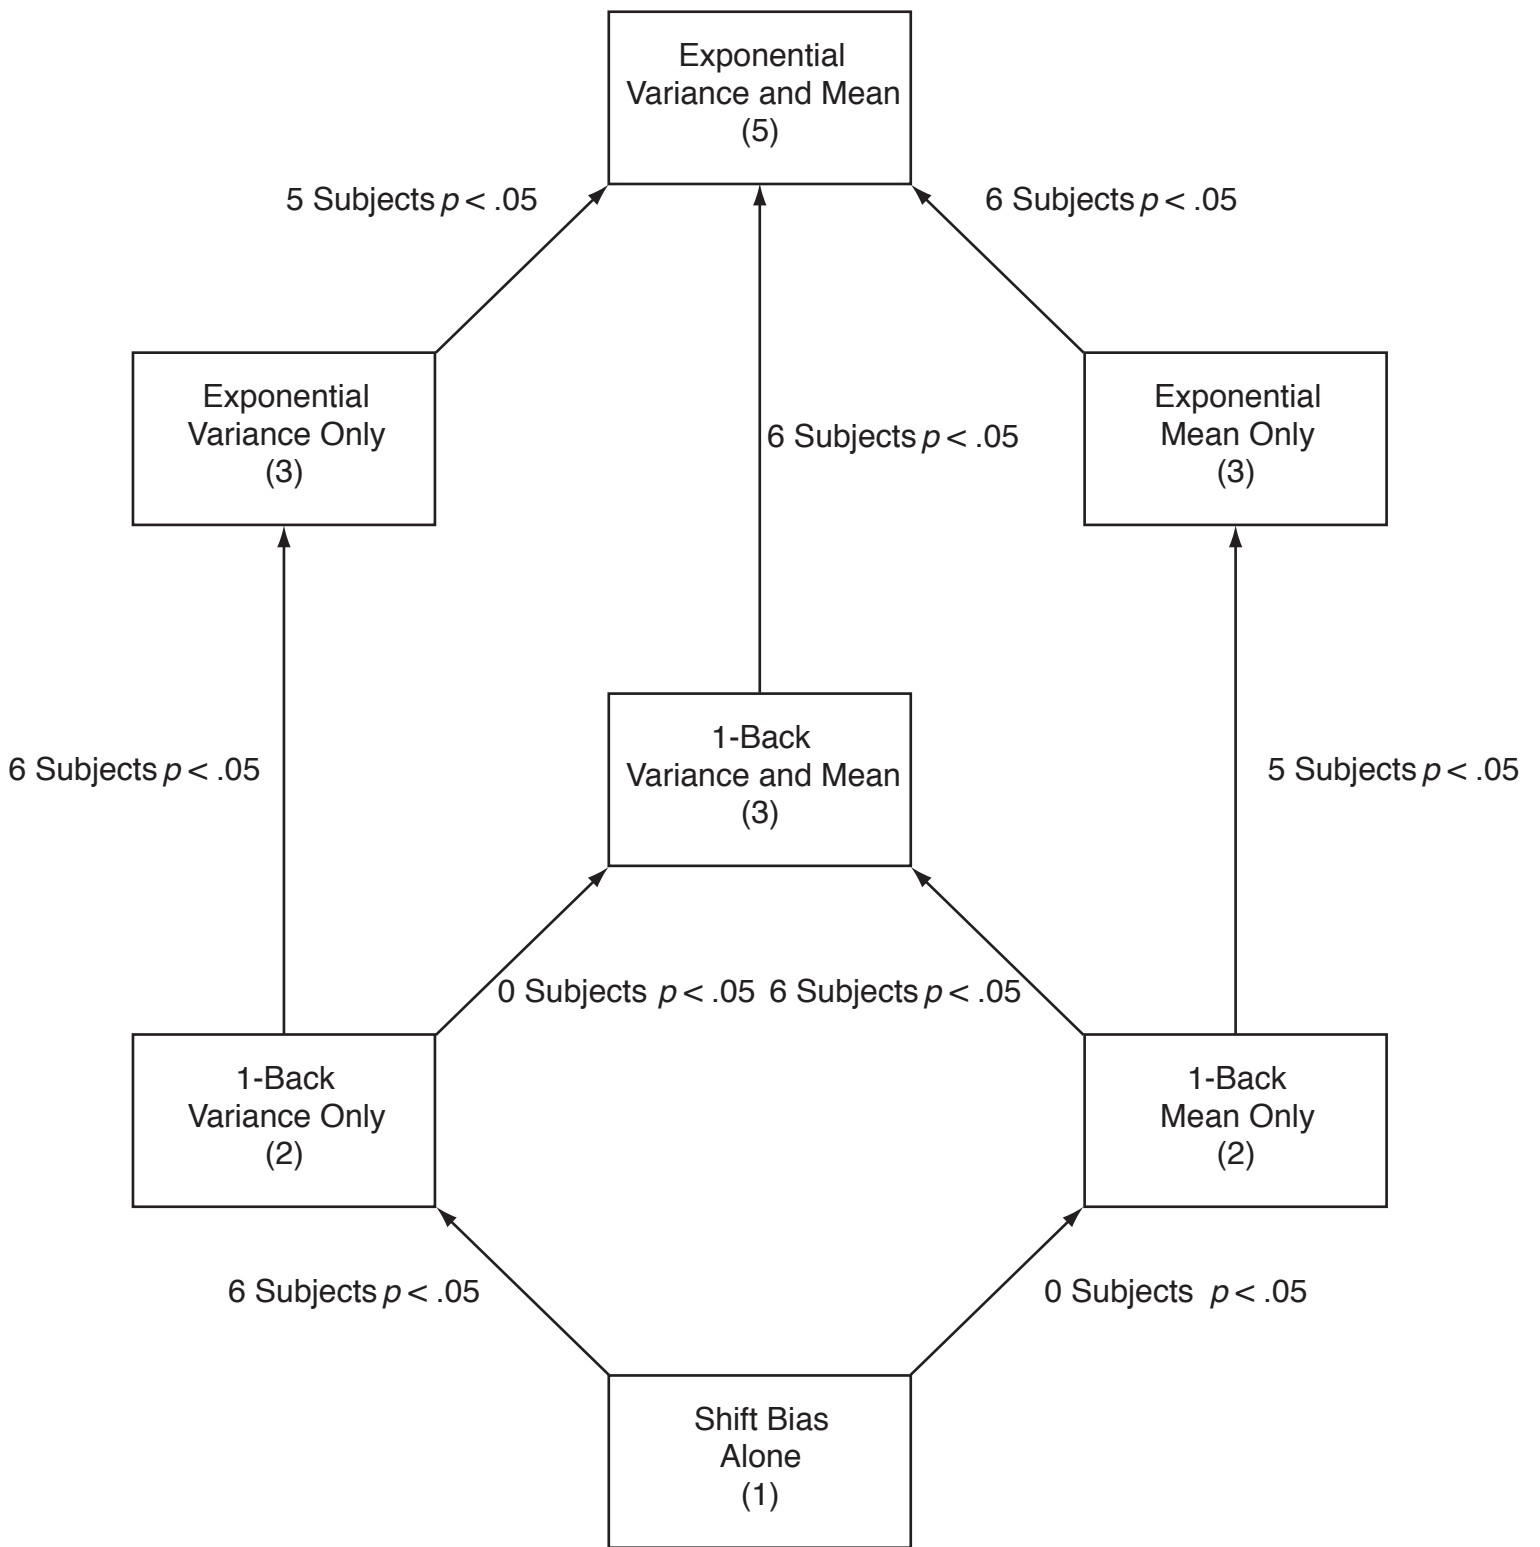 Exponential
Variance and Mean
(5)
5 Subjects p < .05
6 Subjects p < .05
Exponential
Variance Only
(3)
6 Subjects p < .05
Exponential
Mean Only
(3)
6 Subjects p < .05
1-Back
Variance and Mean
(3)
5 Subjects p < .05
0 Subjects p < .05
6 Subjects p < .05
1-Back
Variance Only
(2)
1-Back
Mean Only
(2)
6 Subjects p < .05
0 Subjects p < .05
Shift Bias
Alone
(1)